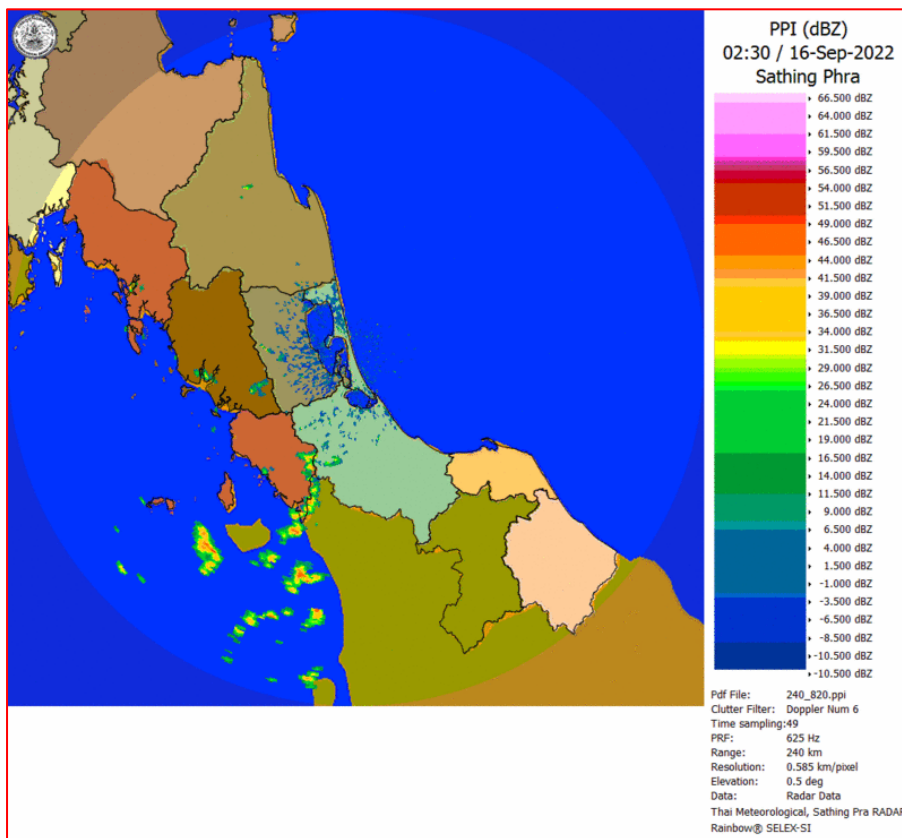 PPI (dBZ)
02:30 / 16-Sep-2022
Sathing Phra
66.500 dBZ
64.000 dBZ
61.500 dBZ
59.500 dBZ
56.500 dBZ
54.000 dBZ
51.500 dBZ
49.000 dBZ
46.500 dBZ
44.000 dBZ
41.500 dBZ
39.000 dBZ
36.500 dBZ
34.000 dBZ
31.500 dBZ
29.000 dBZ
26.500 dBZ
24.000 dBZ
21.500 dBZ
19.000 dBZ
16.500 dBZ
14.000 dBZ
11.500 dBZ
9.000 dBZ
6.500 dBZ
4.000 dBZ
1.500 dBZ
-1.000 dBZ
-3.500 dBZ
-6.500 dBZ
-8.500 dBZ
-10.500 dBZ
-10.500 dBZ
Pdf File: 240_820.ppi
Clutter Filter: Doppler Num 6
Time sampling:49
PRF: 625 Hz
Range: 240 km
Resolution: 0.585 km/pixel
Elevation: 0.5 deg
Data: Radar Data
Thai Meteorological, Sathing Pra RADAR
Rainbow® SELEX-SI